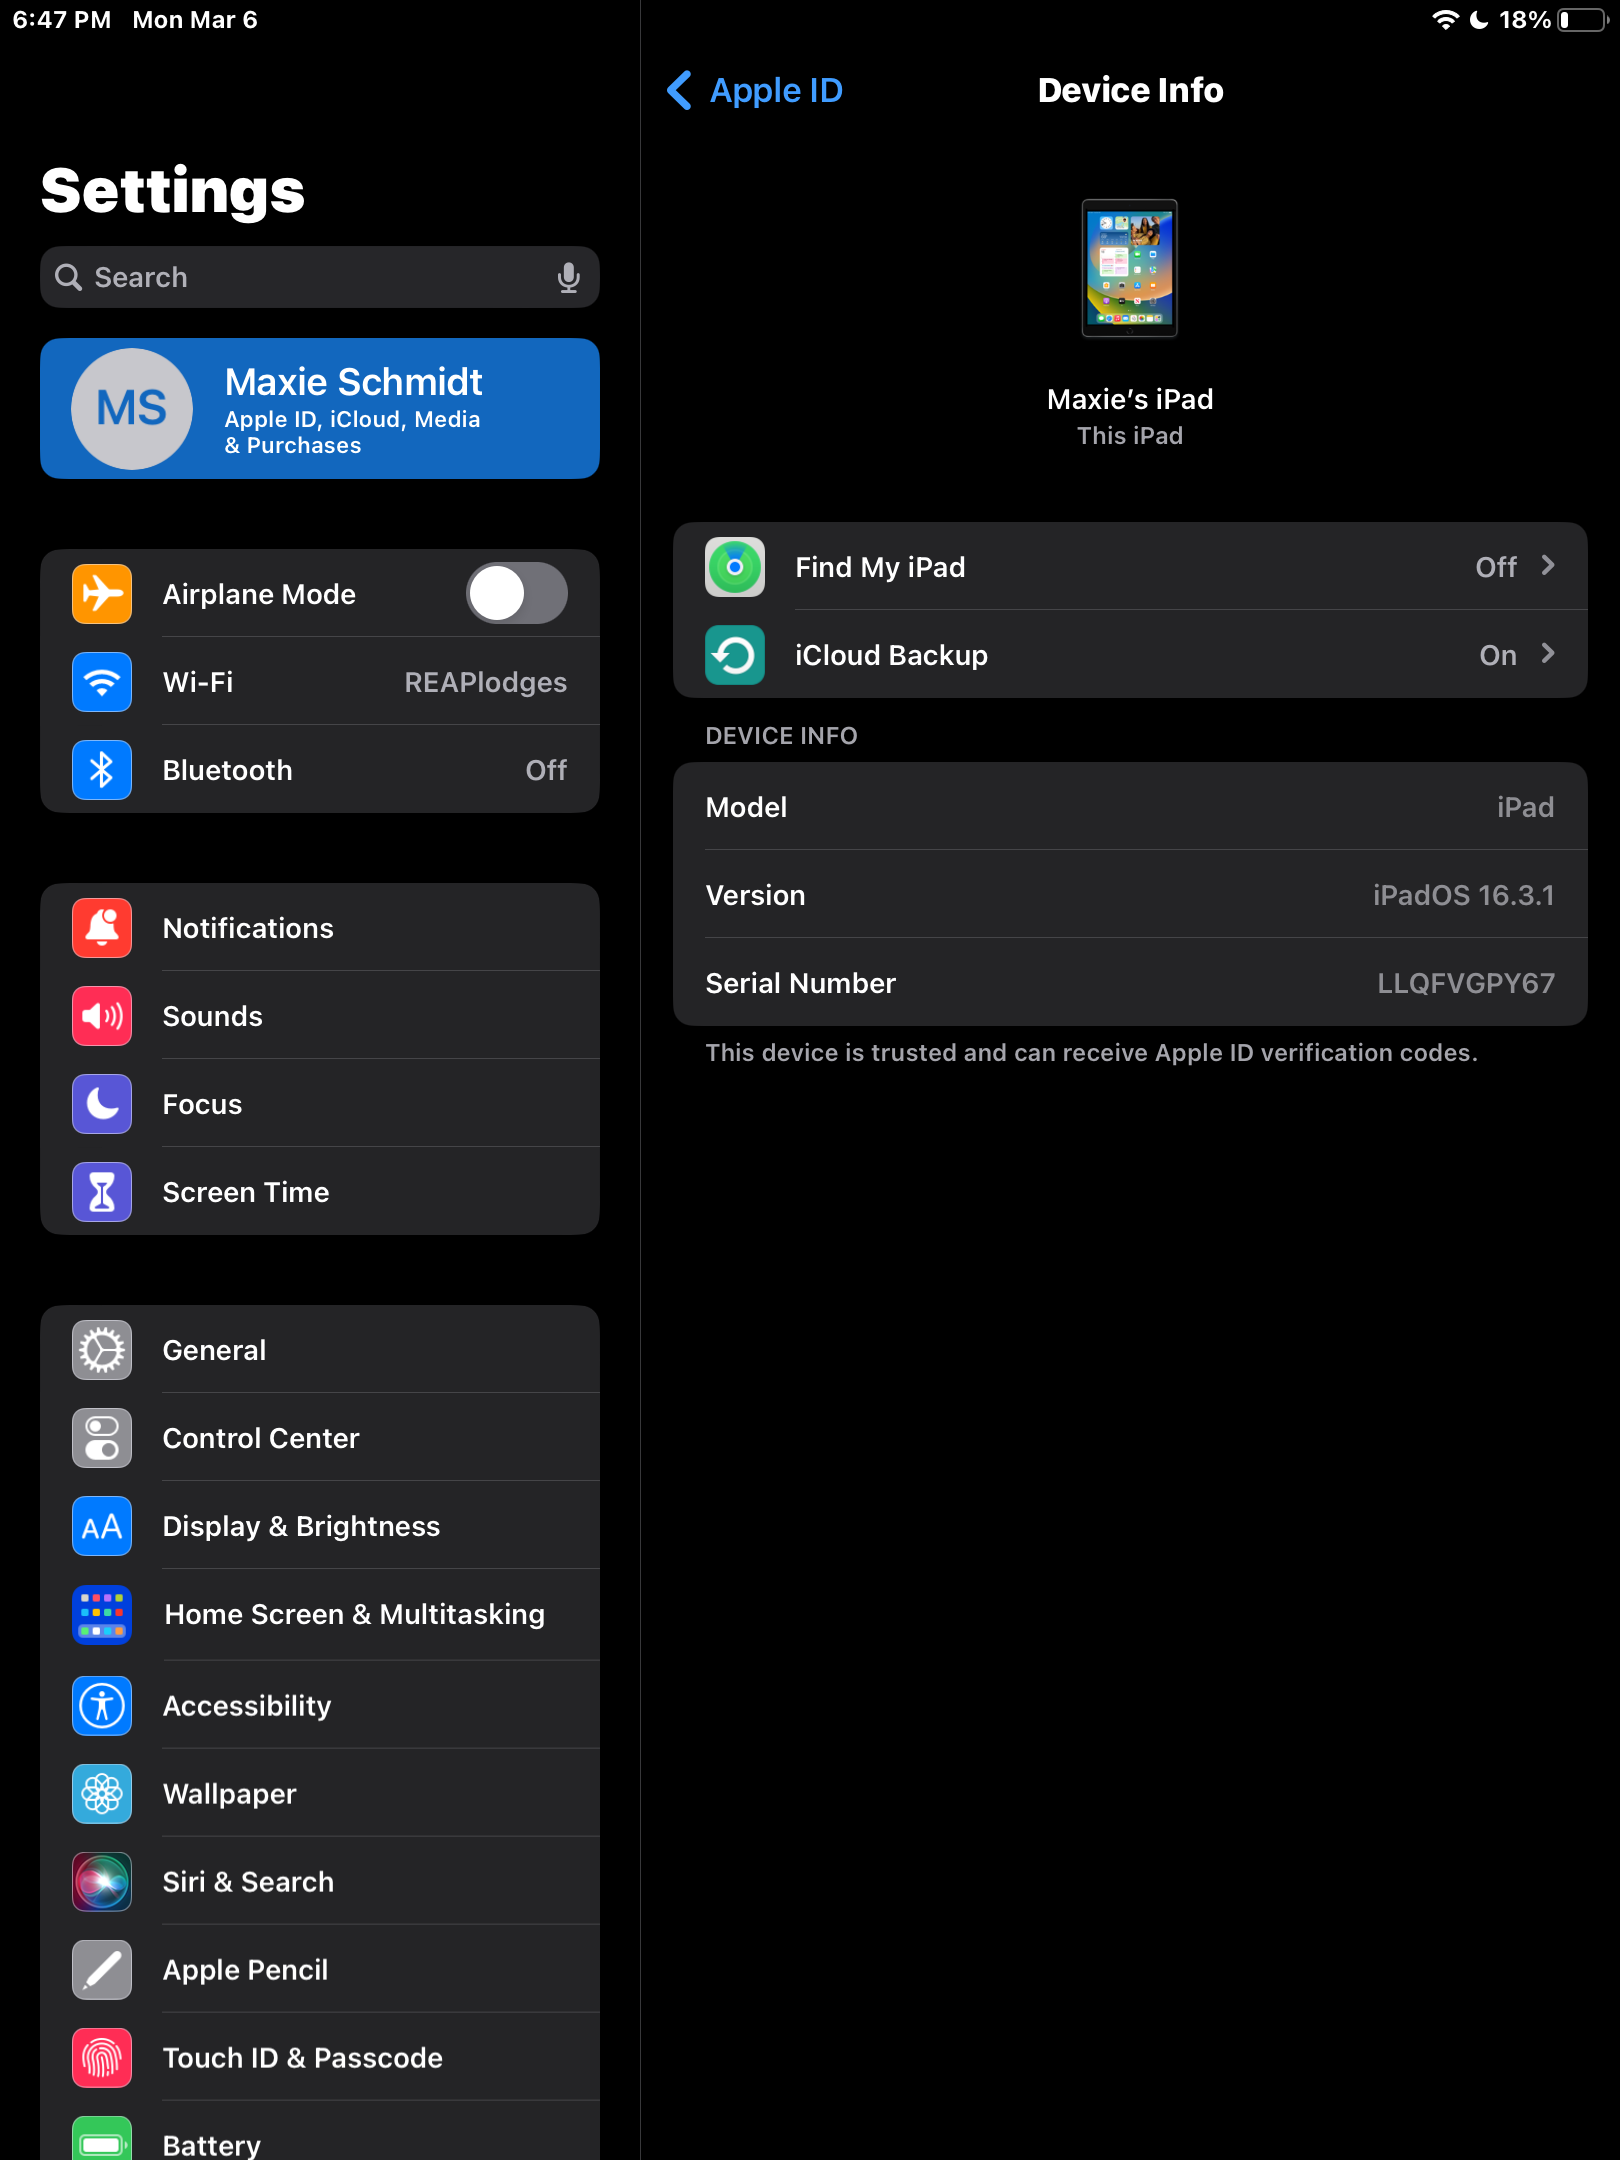 6:47 PM Mon Mar 6
18%
Settings
Search
MS
Maxie Schmidt
Apple ID, iCloud, Media
& Purchases
Airplane Mode
Wi-Fi REAPlodges
Bluetooth Off
Notifications
Sounds
Focus
Screen Time
General
Control Center
AA Display & Brightness
Home Screen & Multitasking
Accessibility
Wallpaper
Siri & Search
Apple Pencil
Touch ID & Passcode
Battery
Apple ID
Device Info
Maxie’s iPad
This iPad
Find My iPad Off
iCloud Backup On
DEVICE INFO
Model iPad
Version iPadOS 16.3.1
Serial Number LLQFVGPY67
This device is trusted and can receive Apple ID verification codes.